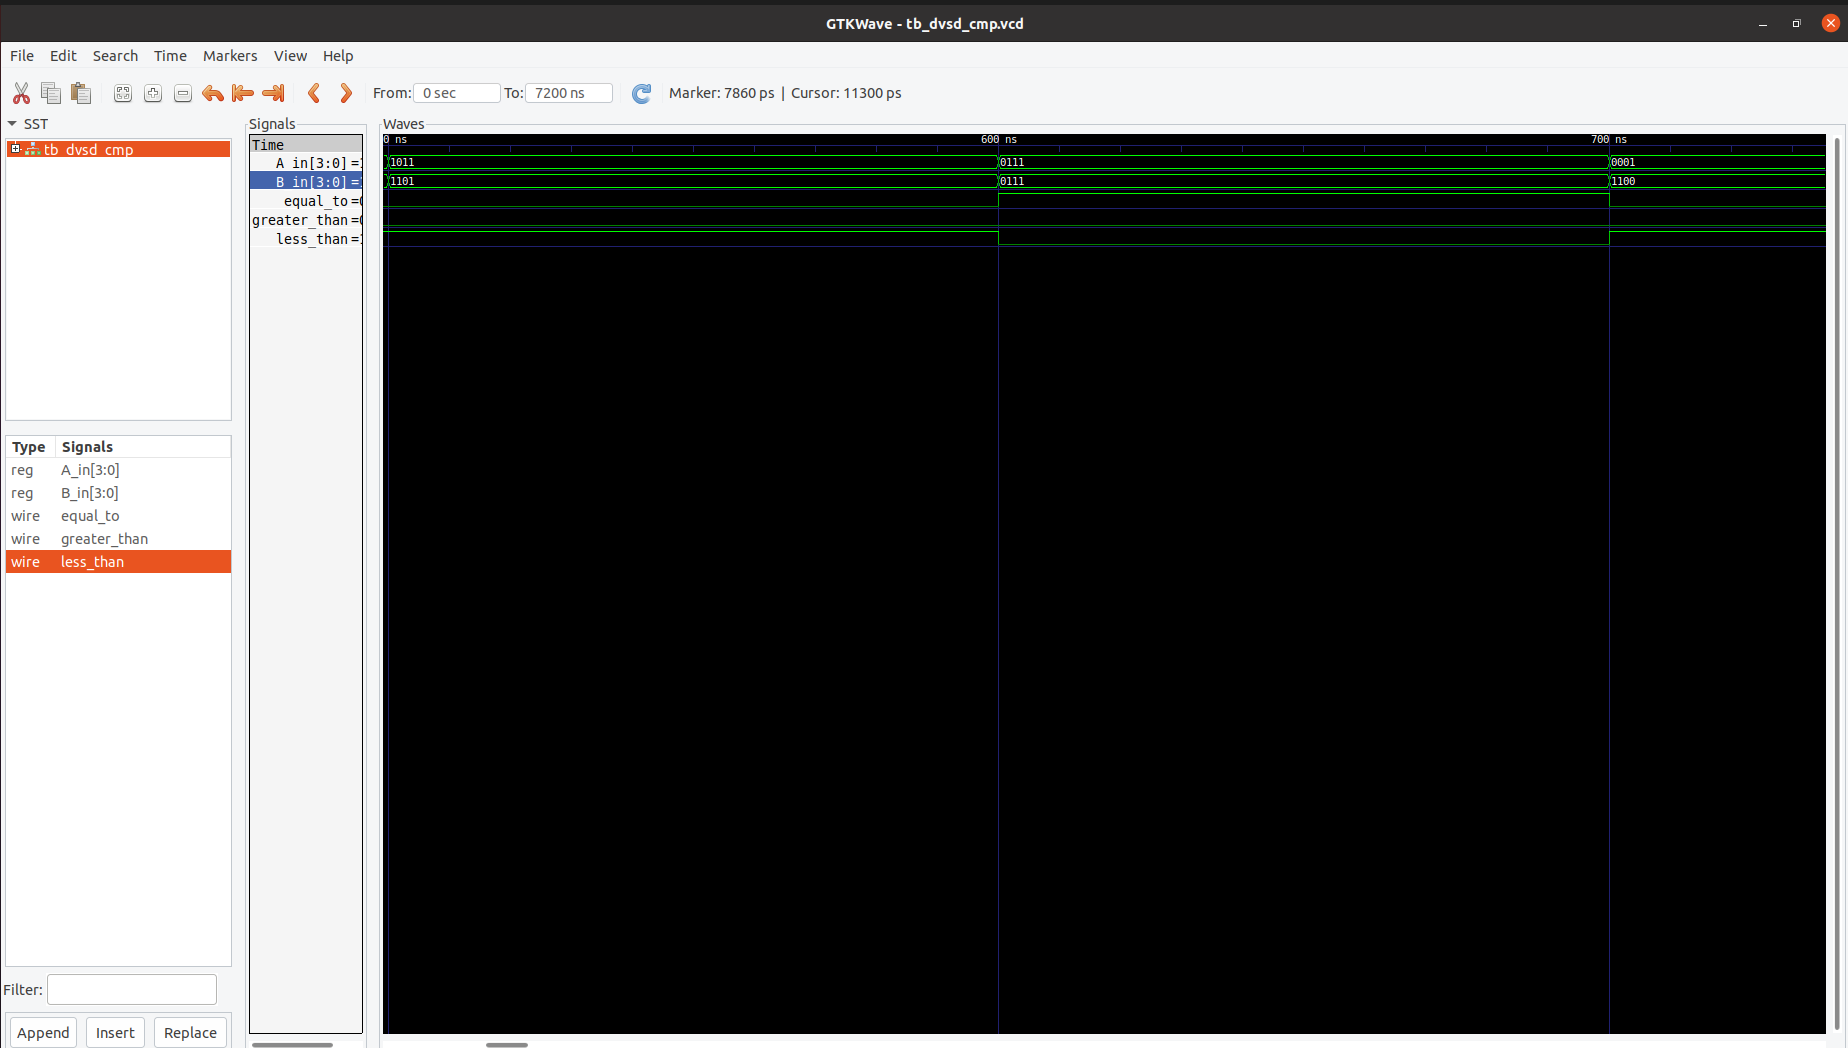 GTKWave - tb_dvsd_cmp.vcd
File Edit Search Time Markers View Help
From: 0 sec To: 7200 ns Marker: 7860 ps | Cursor: 11300 ps
SST
tb_dvsd_cmp
Type Signals
reg A_in[3:0]
reg B_in[3:0]
wire equal_to
wire greater_than
wire less_than
Filter:
Append Insert Replace
Signals
Time
A in[3:0] =
B in[3:0] =
equal_to =
greater_than =
less_than =
Waves
0 ns 600 ns 700 ns
1011 0111 0001
1101 0111 1100